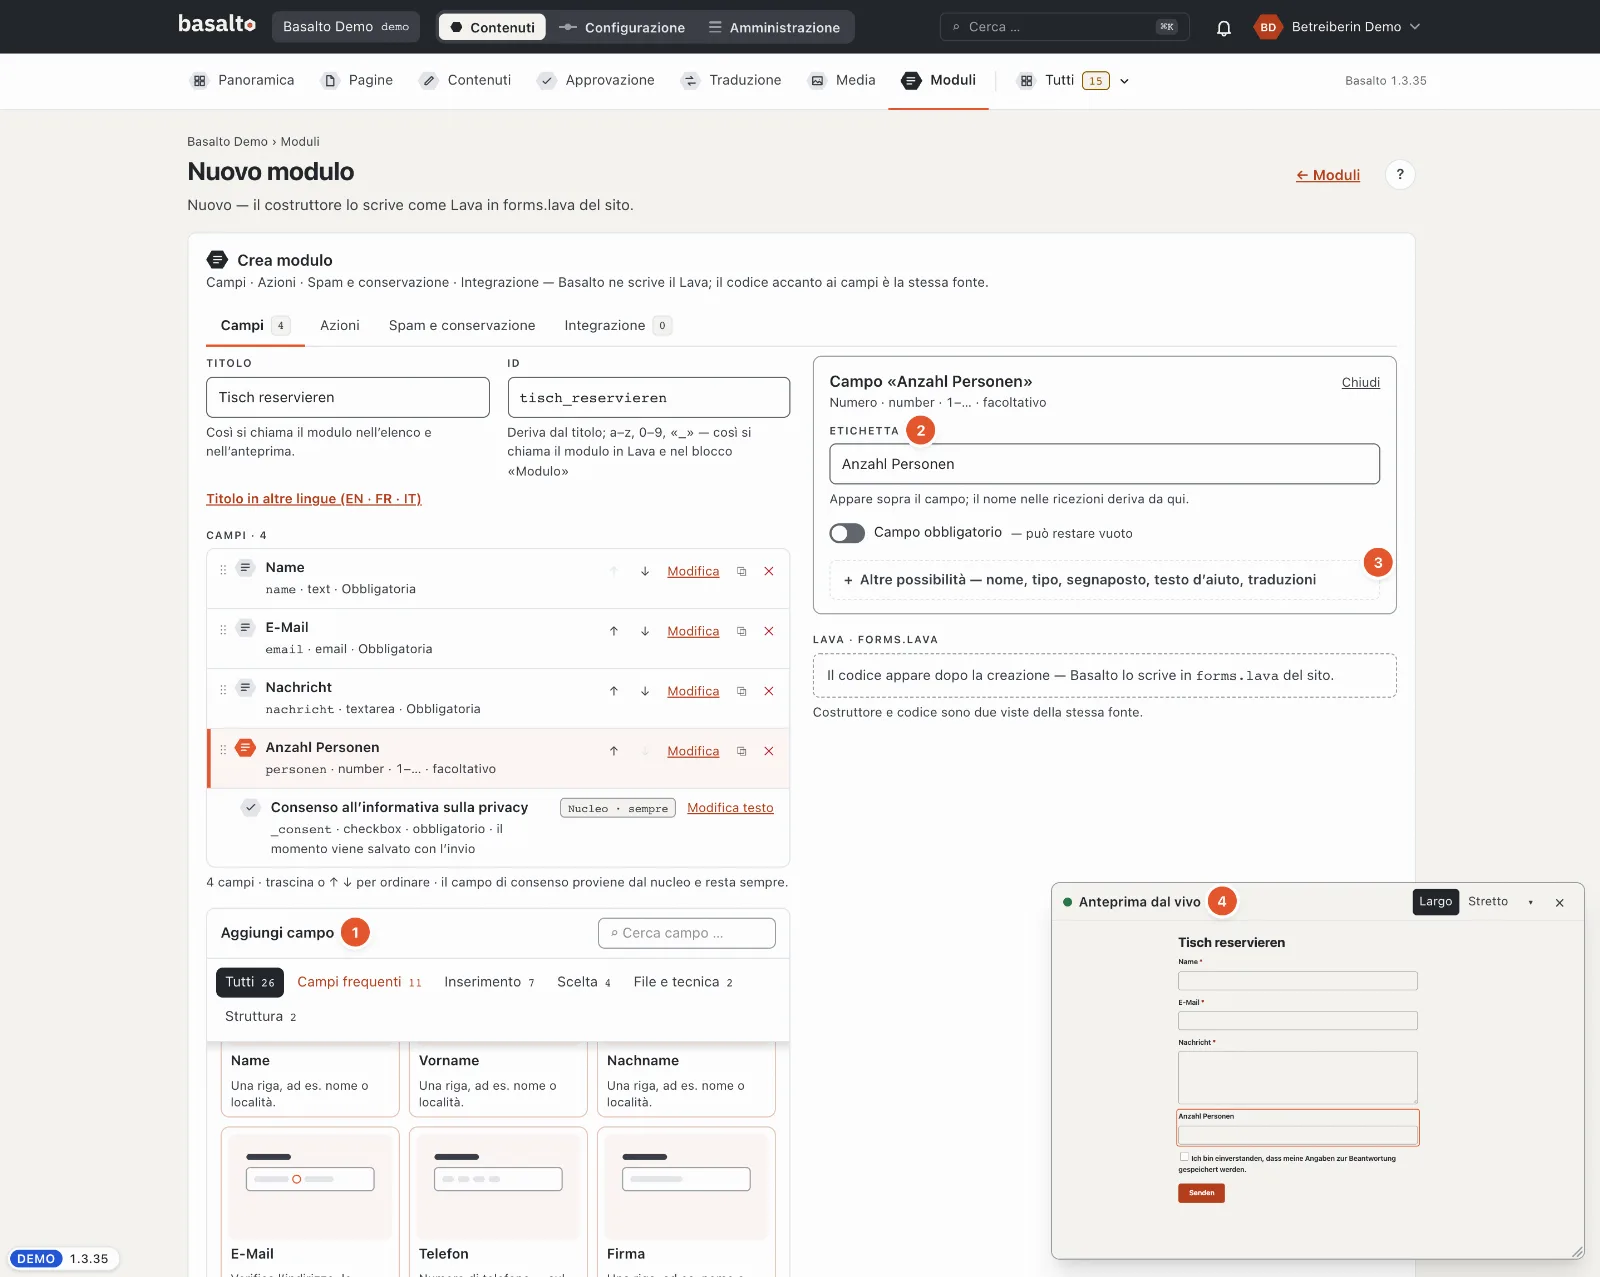 basalto
Basalto Demo demo
Contenuti
Configurazione
Amministrazione
Cerca ...
⌘K
BD
Betreiberin Demo
Panoramica
Pagine
Contenuti
Approvazione
Traduzione
Media
Moduli
Tutti 15
Basalto 1.3.35
Basalto Demo › Moduli
Nuovo modulo
← Moduli
?
Nuovo — il costruttore lo scrive come Lava in forms.lava del sito.
Crea modulo
Campi · Azioni · Spam e conservazione · Integrazione — Basalto ne scrive il Lava; il codice accanto ai campi è la stessa fonte.
Campi 4
Azioni
Spam e conservazione
Integrazione 0
TITOLO
Tisch reservieren
Così si chiama il modulo nell'elenco e
nell'anteprima.
ID
tisch_reservieren
Deriva dal titolo; a–z, 0–9, «_» — così si
chiama il modulo in Lava e nel blocco
«Modulo»
Titolo in altre lingue (EN · FR · IT)
CAMPI · 4
Name
name · text · Obbligatoria
↑ ↓ Modifica
E-Mail
email · email · Obbligatoria
↑ ↓ Modifica
Nachricht
nachricht · textarea · Obbligatoria
↑ ↓ Modifica
Anzahl Personen
personen · number · 1–… · facoltativo
↑ ↓ Modifica
Consenso all'informativa sulla privacy
Nucleo · sempre
Modifica testo
_consent · checkbox · obbligatorio · il
momento viene salvato con l'invio
4 campi · trascina o ↑ ↓ per ordinare · il campo di consenso proviene dal nucleo e resta sempre.
Aggiungi campo 1
Cerca campo ...
Tutti 26
Campi frequenti 11
Inserimento 7
Scelta 4
File e tecnica 2
Struttura 2
Name
Una riga, ad es. nome o
località.
Vorname
Una riga, ad es. nome o
località.
Nachname
Una riga, ad es. nome o
località.
E-Mail
Telefon
Firma
Campo «Anzahl Personen»
Chiudi
Numero · number · 1–… · facoltativo
ETICHETTA 2
Anzahl Personen
Appare sopra il campo; il nome nelle ricezioni deriva da qui.
Campo obbligatorio — può restare vuoto
3
+ Altre possibilità — nome, tipo, segnaposto, testo d'aiuto, traduzioni
LAVA · FORMS.LAVA
Il codice appare dopo la creazione — Basalto lo scrive in forms.lava del sito.
Costruttore e codice sono due viste della stessa fonte.
Anteprima dal vivo 4
Largo
Stretto
Tisch reservieren
Name *
E-Mail *
Nachricht *
Anzahl Personen
Ich bin einverstanden, dass meine Angaben zur Beantwortung
gespeichert werden.
Senden
DEMO 1.3.35